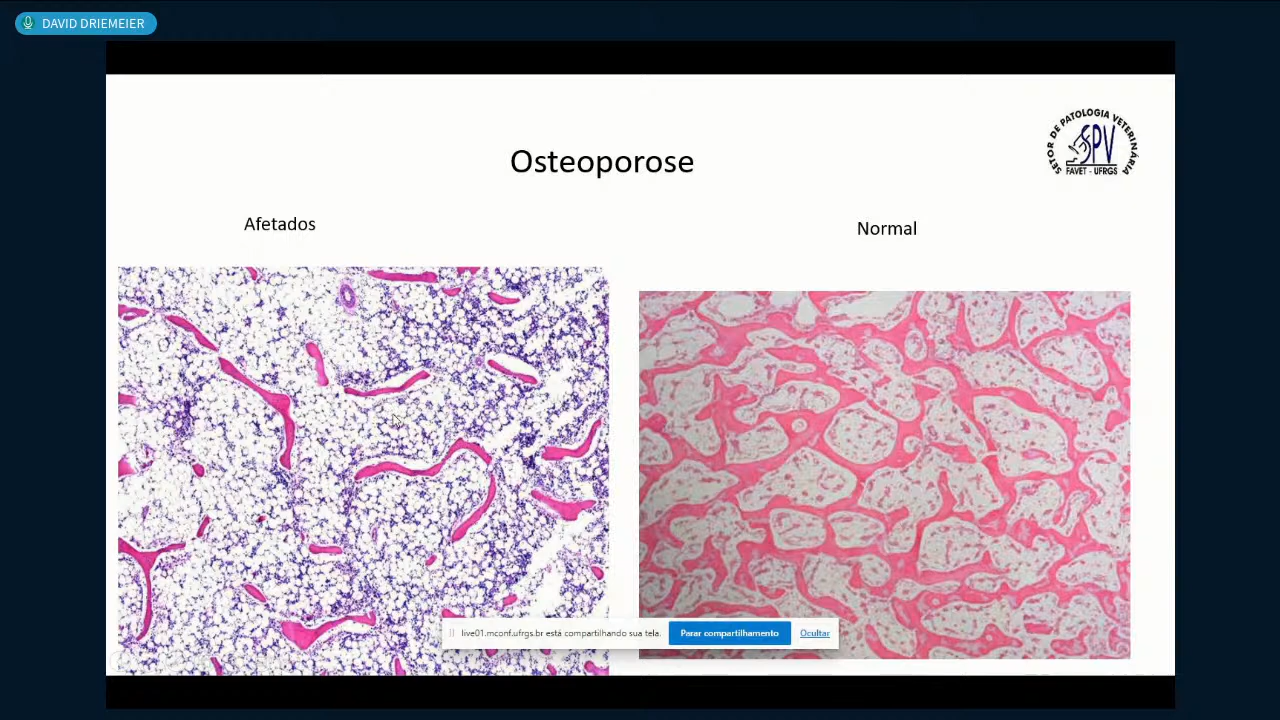 DAVID DRIEMEIER
SETOR DE PATOLOGIA VETERINÁRIA
SPV
FAVET - UFRGS
Osteoporose
Afetados
Normal
live01.mconf.ufrgs.br está compartilhando sua tela.
Parar compartilhamento
Ocultar